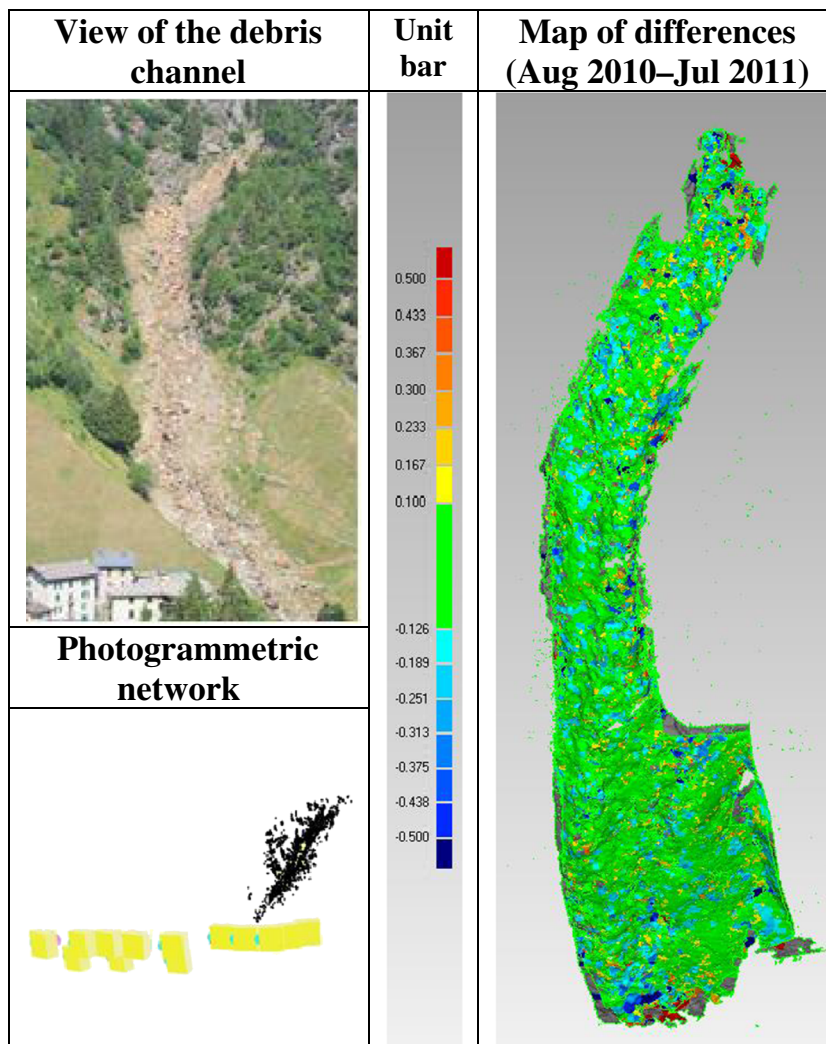 View of the debris
channel
Unit
bar
Map of differences
(Aug 2010–Jul 2011)
0.500
0.433
0.367
0.300
0.233
0.167
0.100
-0.126
-0.189
-0.251
-0.313
-0.375
-0.438
-0.500
Photogrammetric
network